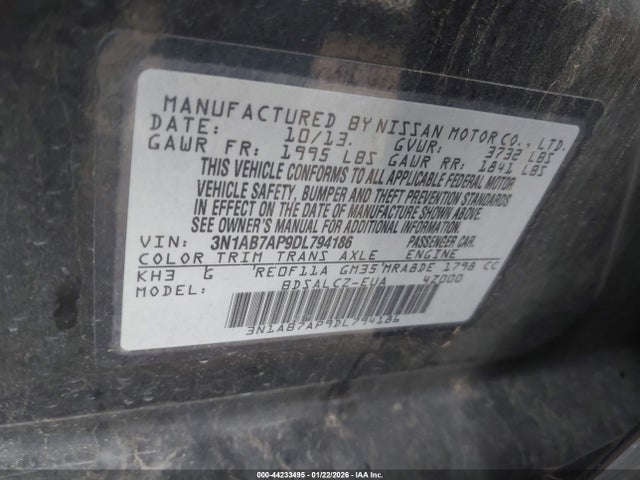 MANUFACTURED BY NISSAN MOTOR CO., LTD.
DATE: 10/13. GVWR: 3732 LBS
GAWR FR: 1995 LBS GAWR RR: 1841 LBS
THIS VEHICLE CONFORMS TO ALL APPLICABLE FEDERAL MOTOR
VEHICLE SAFETY, BUMPER AND THEFT PREVENTION STANDARDS
IN EFFECT ON THE DATE OF MANUFACTURE SHOWN ABOVE.
SEE OWNER'S MANUAL FOR ADDITIONAL INFORMATION.
VIN: 3N1AB7AP9DL794186 PASSENGER CAR.
COLOR TRIM TRANS AXLE ENGINE
KH3 G RE0F11A GM35 MRA8DE 1798 CC
MODEL: BDSALCZ-EUA 4Z000
3N1AB7AP9DL794186
000-44233495 - 01/22/2026 - IAA Inc.